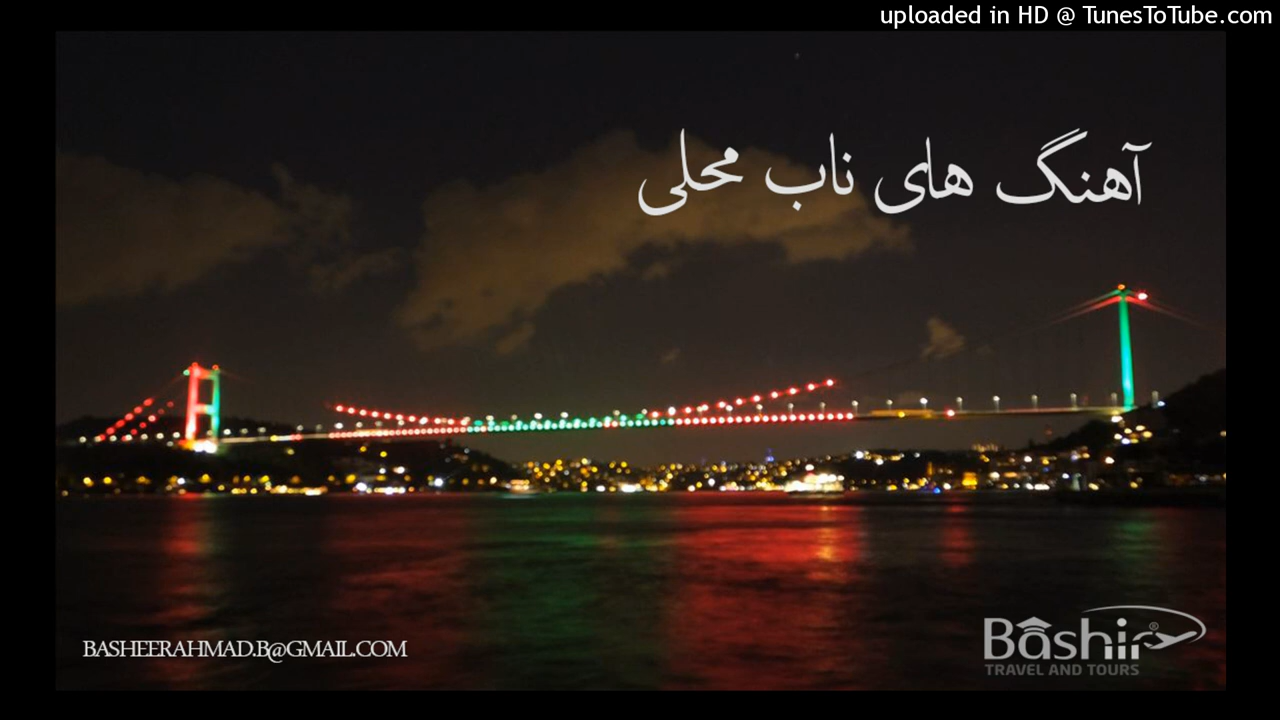 uploaded in HD @ TunesToTube.com
آهنگ های ناب محلی
BASHEERAHMAD.B@GMAIL.COM
Bashir®
TRAVEL AND TOURS